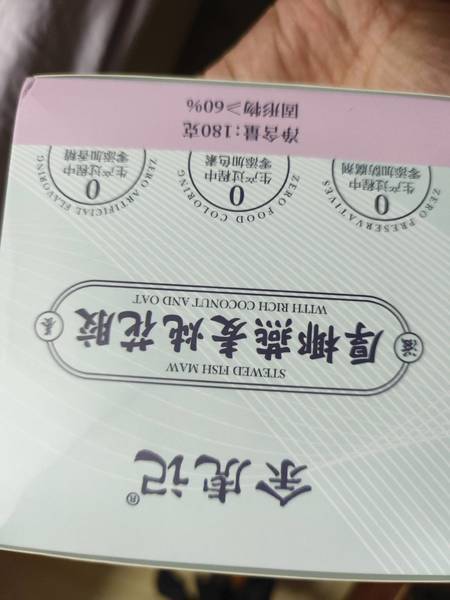 余虎记®
STEWED FISH MAW
滋 厚椰燕麦炖花胶 养
WITH RICH COCONUT AND OAT
0
生产过程中
零添加防腐剂
ZERO PRESERVATIVES
0
生产过程中
零添加色素
ZERO FOOD COLORING
0
生产过程中
零添加香精
ZERO ARTIFICIAL FLAVORING
净含量:180克
固形物≥60%